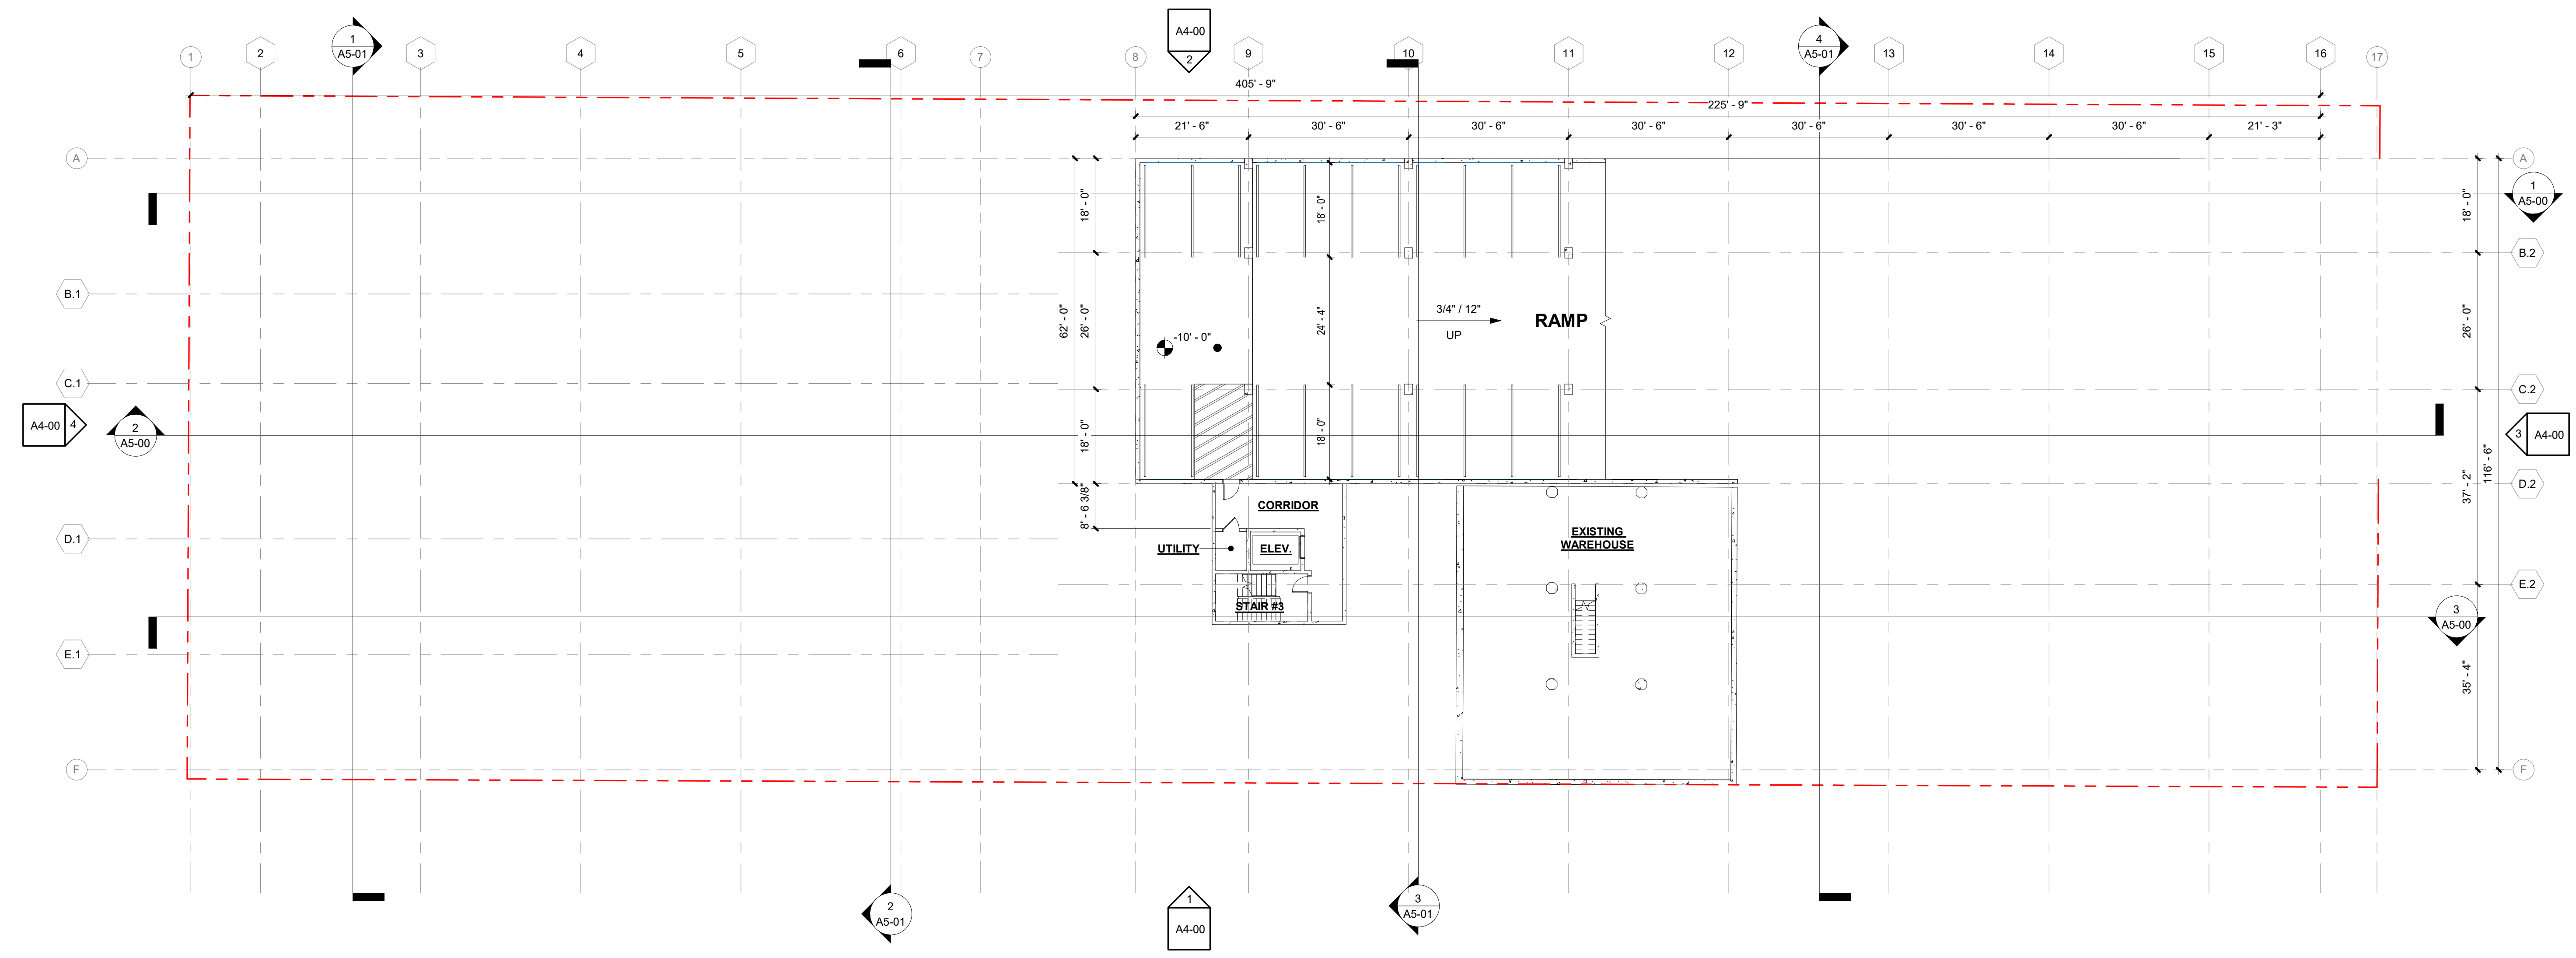 A4-00
2
1
A5-01
4
A5-01
1
2
3
4
5
6
7
8
9
10
11
12
13
14
15
16
17
405' - 9"
225' - 9"
21' - 6"
30' - 6"
30' - 6"
30' - 6"
30' - 6"
30' - 6"
30' - 6"
21' - 3"
A
A
18' - 0"
18' - 0"
18' - 0"
1
A5-00
B.2
B.1
62' - 0"
26' - 0"
24' - 4"
3/4" / 12"
UP
RAMP
26' - 0"
-10' - 0"
C.1
C.2
A4-00
4
2
A5-00
18' - 0"
18' - 0"
3
A4-00
116' - 6"
37' - 2"
D.2
8' - 6 3/8"
CORRIDOR
D.1
EXISTING
WAREHOUSE
UTILITY
ELEV.
E.2
STAIR #3
3
A5-00
E.1
35' - 4"
F
F
2
A5-01
1
A4-00
3
A5-01